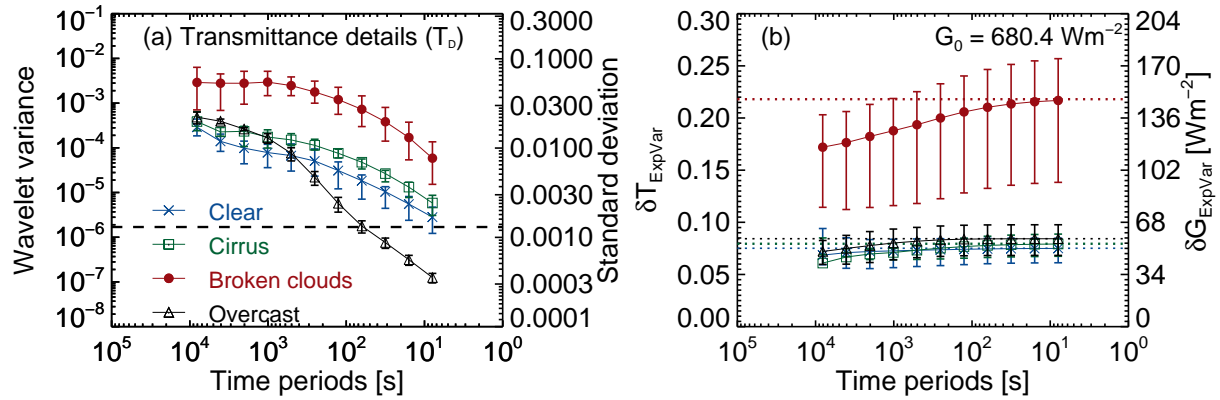 (a) Transmittance details (T_D)
Wavelet variance
10^-1
10^-2
10^-3
10^-4
10^-5
10^-6
10^-7
10^-8
Clear
Cirrus
Broken clouds
Overcast
0.3000
0.1000
0.0300
0.0100
0.0030
0.0010
0.0003
0.0001
Standard deviation
10^5 10^4 10^3 10^2 10^1 10^0
Time periods [s]
(b) G_0 = 680.4 Wm^-2
δT_ExpVar
0.30
0.25
0.20
0.15
0.10
0.05
0.00
204
170
136
102
68
34
0
δG_ExpVar [Wm^-2]
10^5 10^4 10^3 10^2 10^1 10^0
Time periods [s]